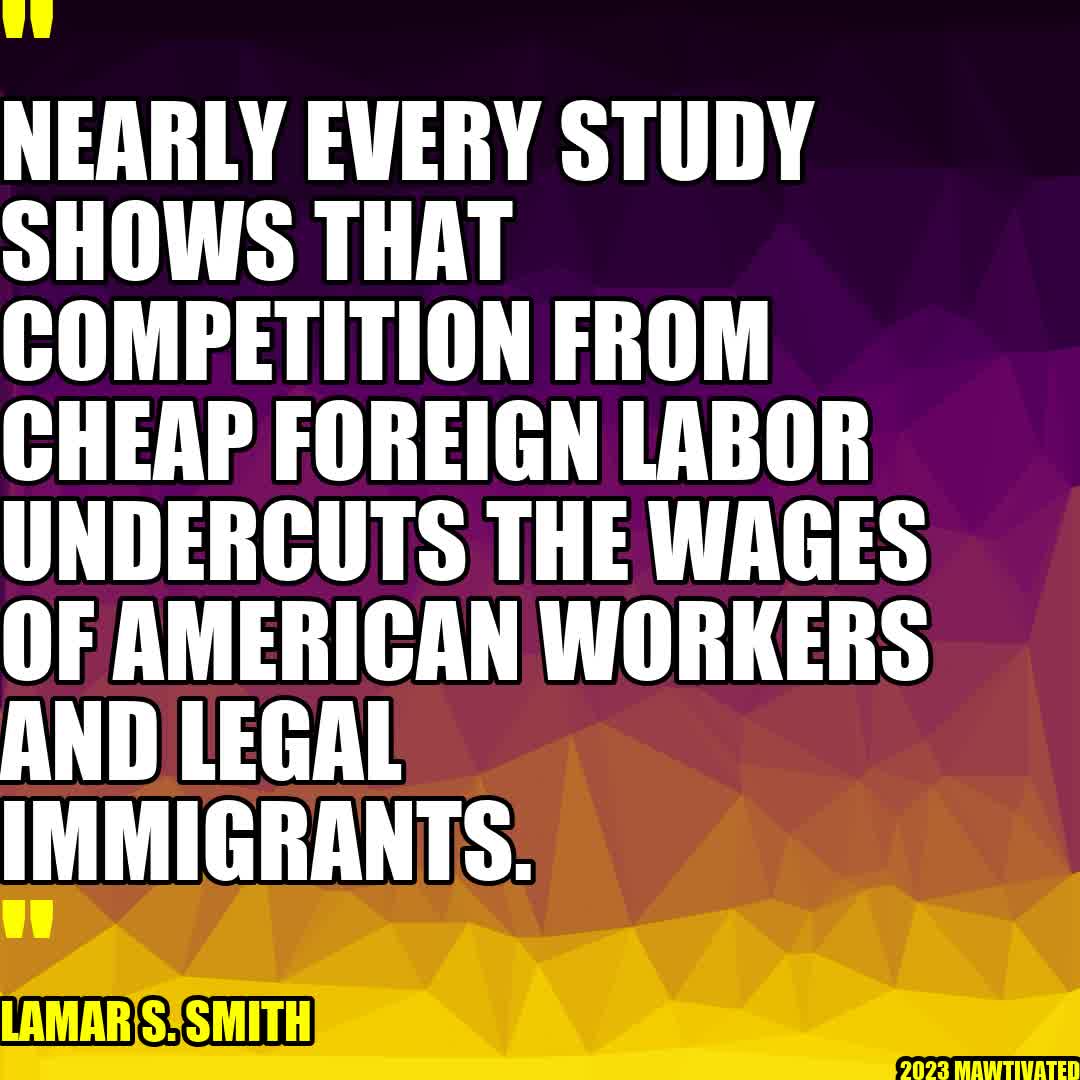 "
NEARLY EVERY STUDY
SHOWS THAT
COMPETITION FROM
CHEAP FOREIGN LABOR
UNDERCUTS THE WAGES
OF AMERICAN WORKERS
AND LEGAL
IMMIGRANTS.
"
LAMAR S. SMITH
2023 MAWTIVATED